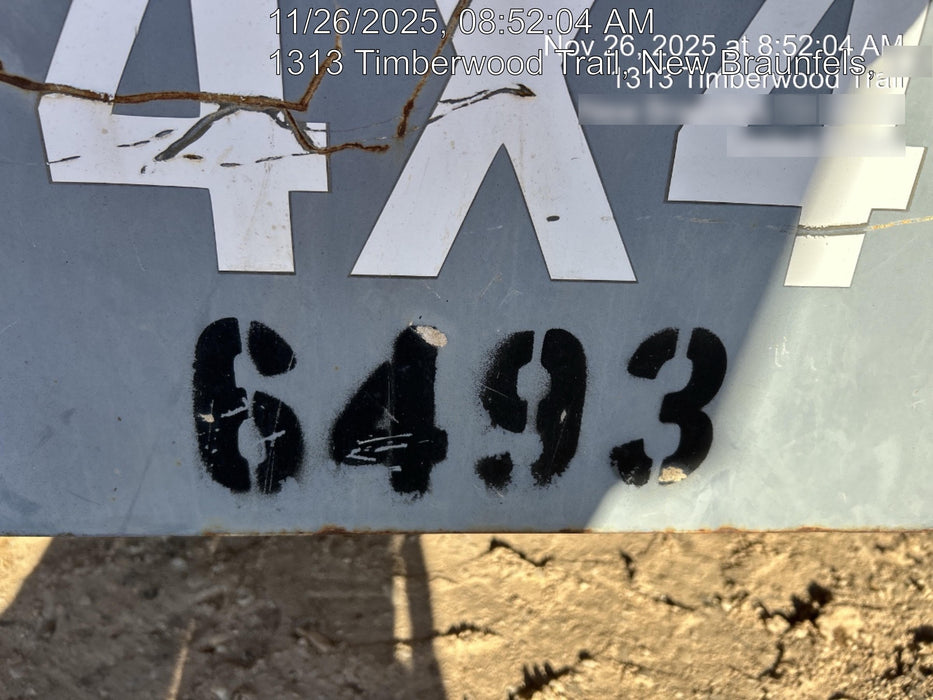 11/26/2025, 08:52:04 AM
Nov 26, 2025 at 8:52:04 AM
1313 Timberwood Trail, New Braunfels,
1313 Timberwood Trail
4X4
6493